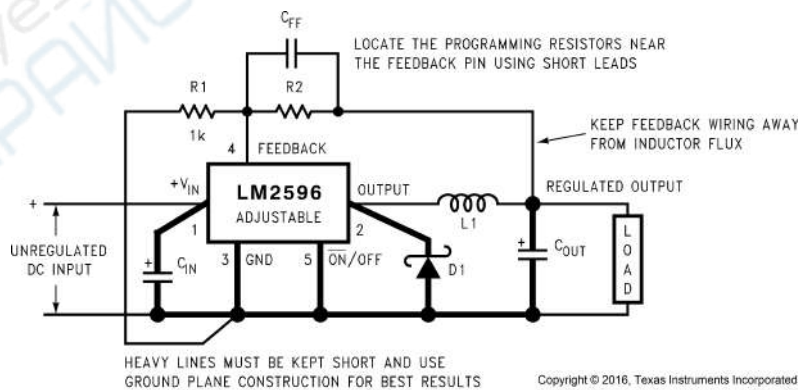 CFF
LOCATE THE PROGRAMMING RESISTORS NEAR
THE FEEDBACK PIN USING SHORT LEADS
R1
R2
1k
KEEP FEEDBACK WIRING AWAY
FROM INDUCTOR FLUX
4
FEEDBACK
+VIN
LM2596
ADJUSTABLE
OUTPUT
REGULATED OUTPUT
+
1
2
L1
UNREGULATED
DC INPUT
+
CIN
3
GND
5
ON/OFF
D1
+
COUT
LOAD
HEAVY LINES MUST BE KEPT SHORT AND USE
GROUND PLANE CONSTRUCTION FOR BEST RESULTS
Copyright © 2016, Texas Instruments Incorporated